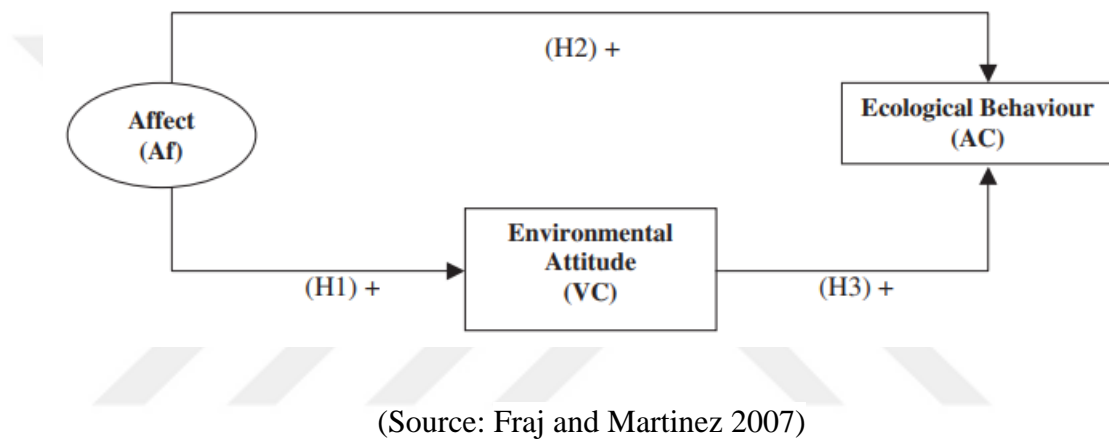 (H2) +
Affect
(Af)
Ecological Behaviour
(AC)
Environmental
Attitude
(VC)
(H1) +
(H3) +
(Source: Fraj and Martinez 2007)